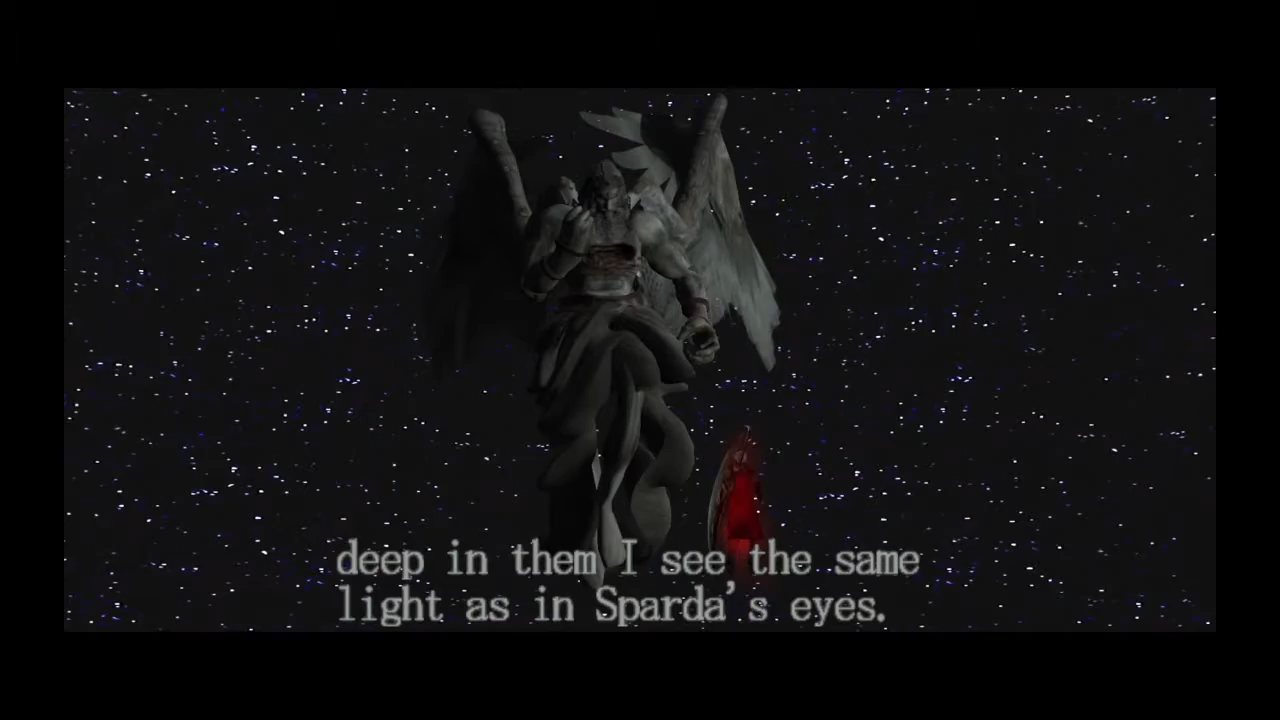 deep in them I see the same
light as in Sparda's eyes.